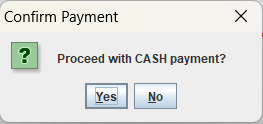 Confirm Payment
?
Proceed with CASH payment?
Yes
No